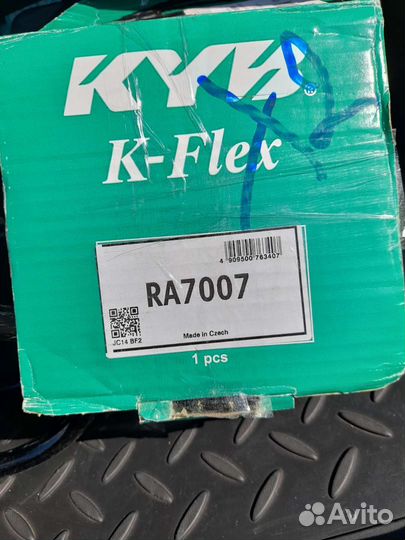 KYB®
K-Flex
4 909500 763407
RA7007
JC14 BF2
Made in Czech
1 pcs
Avito